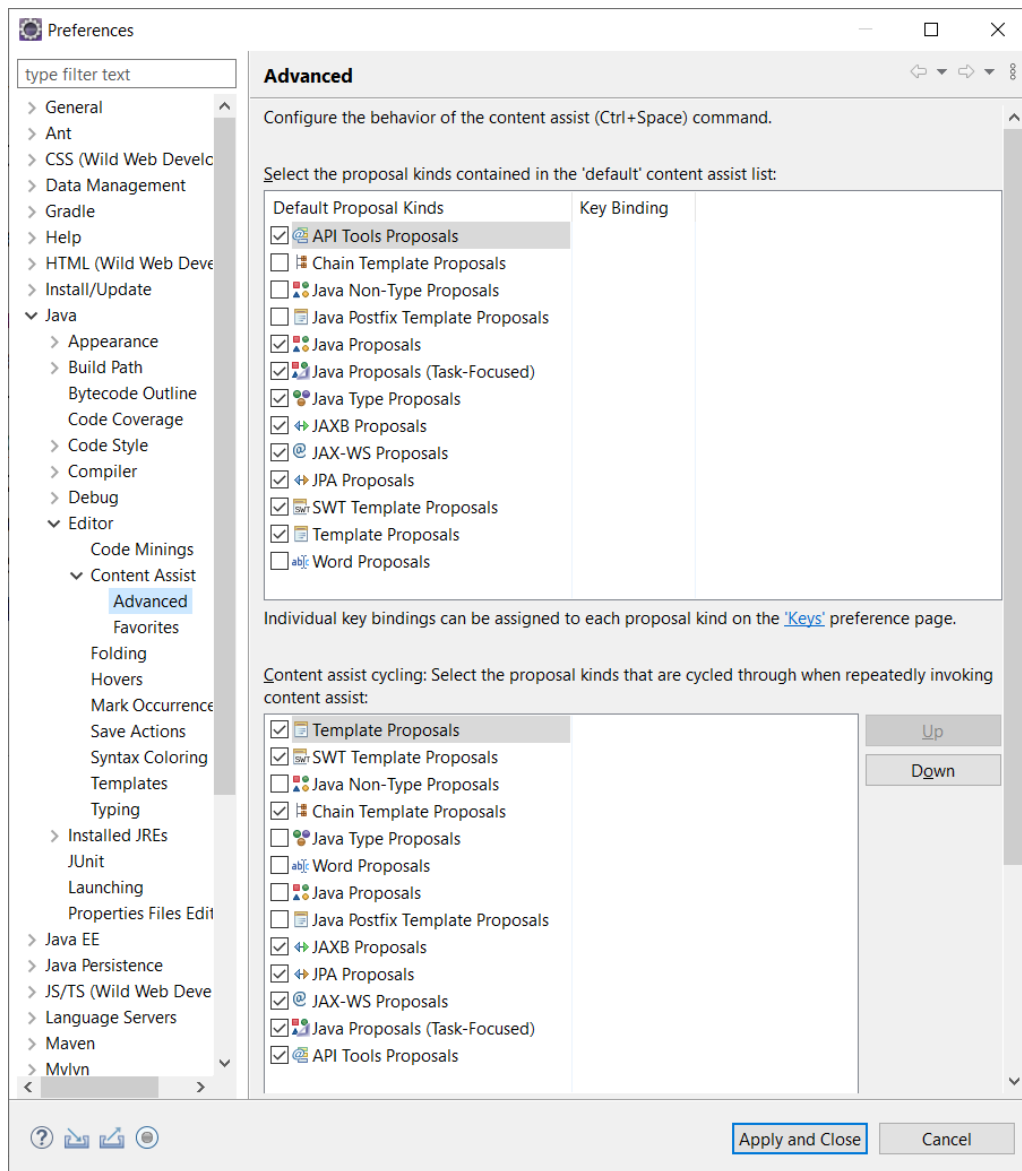 Preferences
type filter text
General
Ant
CSS (Wild Web Develo
Data Management
Gradle
Help
HTML (Wild Web Deve
Install/Update
Java
Appearance
Build Path
Bytecode Outline
Code Coverage
Code Style
Compiler
Debug
Editor
Code Minings
Content Assist
Advanced
Favorites
Folding
Hovers
Mark Occurrence
Save Actions
Syntax Coloring
Templates
Typing
Installed JREs
JUnit
Launching
Properties Files Edit
Java EE
Java Persistence
JS/TS (Wild Web Deve
Language Servers
Maven
Mylyn
Advanced
Configure the behavior of the content assist (Ctrl+Space) command.
Select the proposal kinds contained in the 'default' content assist list:
Default Proposal Kinds Key Binding
API Tools Proposals
Chain Template Proposals
Java Non-Type Proposals
Java Postfix Template Proposals
Java Proposals
Java Proposals (Task-Focused)
Java Type Proposals
JAXB Proposals
JAX-WS Proposals
JPA Proposals
SWT Template Proposals
Template Proposals
Word Proposals
Individual key bindings can be assigned to each proposal kind on the 'Keys' preference page.
Content assist cycling: Select the proposal kinds that are cycled through when repeatedly invoking
content assist:
Template Proposals
SWT Template Proposals
Java Non-Type Proposals
Chain Template Proposals
Java Type Proposals
Word Proposals
Java Proposals
Java Postfix Template Proposals
JAXB Proposals
JPA Proposals
JAX-WS Proposals
Java Proposals (Task-Focused)
API Tools Proposals
Up
Down
Apply and Close
Cancel